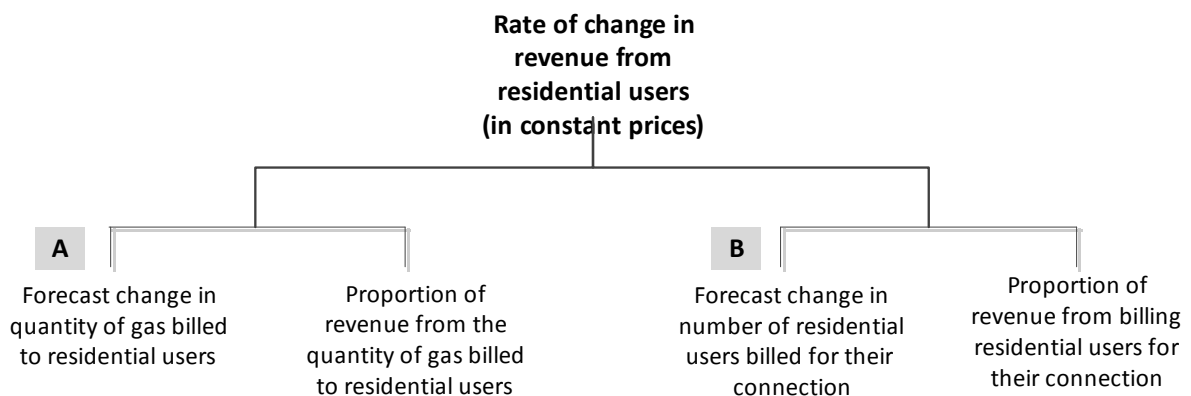 Rate of change in
revenue from
residential users
(in constant prices)
A
Forecast change in
quantity of gas billed
to residential users
Proportion of
revenue from the
quantity of gas billed
to residential users
B
Forecast change in
number of residential
users billed for their
connection
Proportion of
revenue from billing
residential users for
their connection